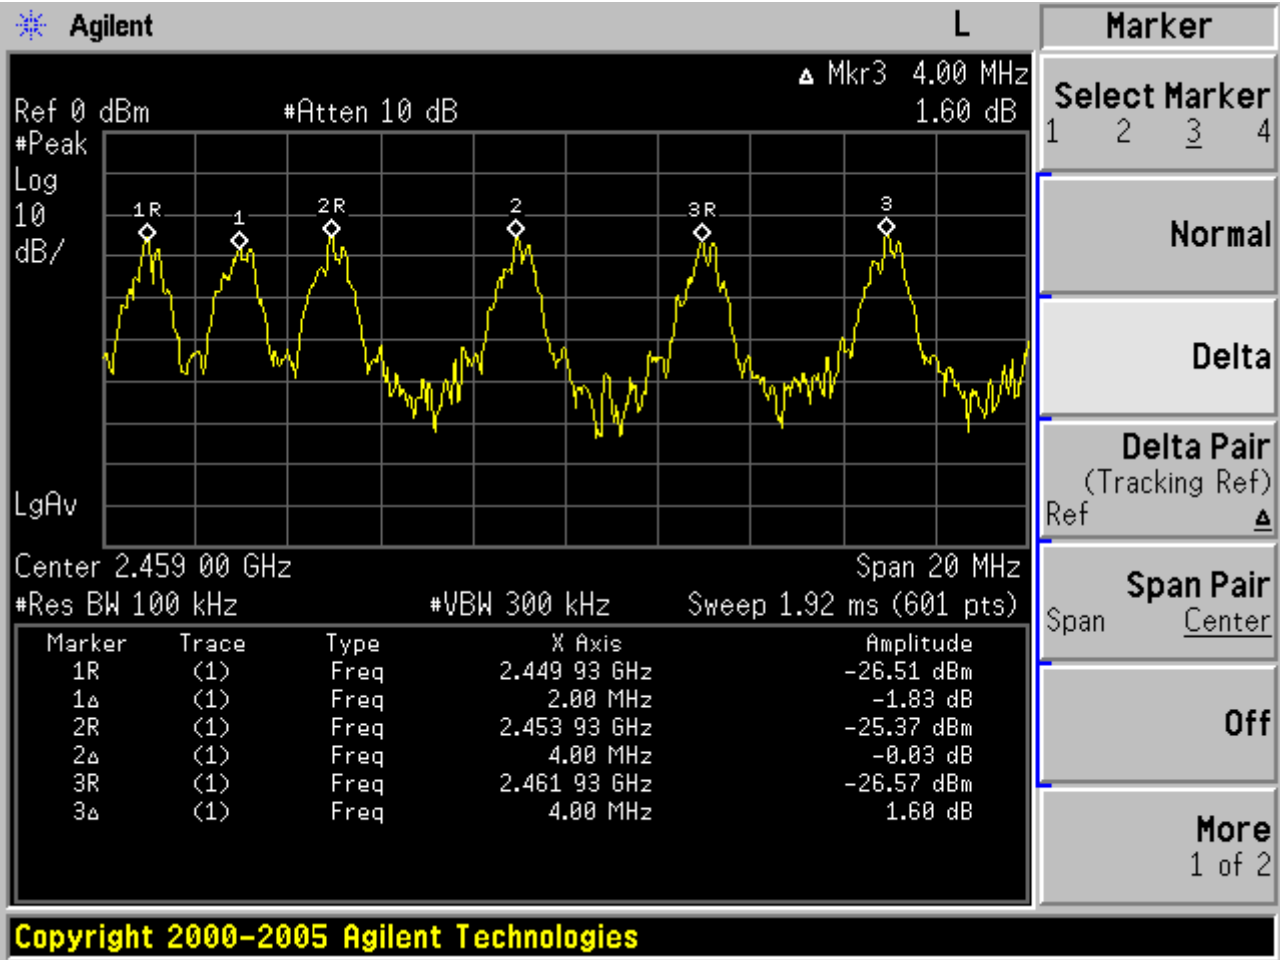 Agilent L
Marker
▵ Mkr3 4.00 MHz
Ref 0 dBm #Atten 10 dB 1.60 dB
#Peak
Log
10
dB/
1R 1 2R 2 3R 3
LgAv
Center 2.459 00 GHz Span 20 MHz
#Res BW 100 kHz #VBW 300 kHz Sweep 1.92 ms (601 pts)
Marker Trace Type X Axis Amplitude
1R (1) Freq 2.449 93 GHz -26.51 dBm
1▵ (1) Freq 2.00 MHz -1.83 dB
2R (1) Freq 2.453 93 GHz -25.37 dBm
2▵ (1) Freq 4.00 MHz -0.03 dB
3R (1) Freq 2.461 93 GHz -26.57 dBm
3▵ (1) Freq 4.00 MHz 1.60 dB
Select Marker
1 2 3 4
Normal
Delta
Delta Pair
(Tracking Ref)
Ref ▵
Span Pair
Span Center
Off
More
1 of 2
Copyright 2000-2005 Agilent Technologies